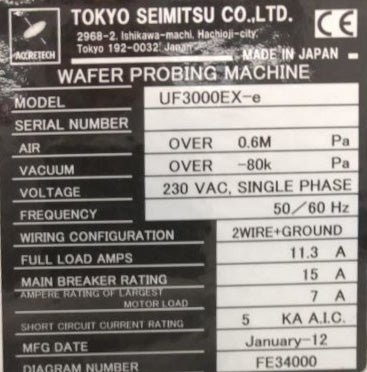 TOKYO SEIMITSU CO.,LTD.
2968-2, Ishikawa-machi, Hachioji-city,
Tokyo 192-0032, Japan
CE
ACCRETECH
MADE IN JAPAN
WAFER PROBING MACHINE
MODEL UF3000EX-e
SERIAL NUMBER
AIR OVER 0.6M Pa
VACUUM OVER -80k Pa
VOLTAGE 230 VAC, SINGLE PHASE
FREQUENCY 50/60 Hz
WIRING CONFIGURATION 2WIRE+GROUND
FULL LOAD AMPS 11.3 A
MAIN BREAKER RATING 15 A
AMPERE RATING OF LARGEST
MOTOR LOAD 7 A
SHORT CIRCUIT CURRENT RATING 5 KA A.I.C.
MFG DATE January-12
DIAGRAM NUMBER FE34000